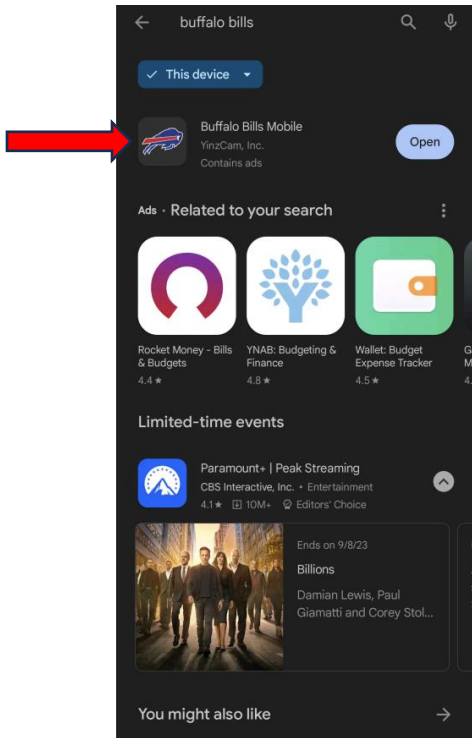 buffalo bills
This device
Buffalo Bills Mobile
YinzCam, Inc.
Contains ads
Open
Ads · Related to your search
Rocket Money - Bills
& Budgets
4.4★
YNAB: Budgeting &
Finance
4.8★
Wallet: Budget
Expense Tracker
4.5★
G
M
4.
Limited-time events
Paramount+ | Peak Streaming
CBS Interactive, Inc. • Entertainment
4.1★ 10M+ Editors' Choice
Ends on 9/8/23
Billions
Damian Lewis, Paul
Giamatti and Corey Stol...
You might also like